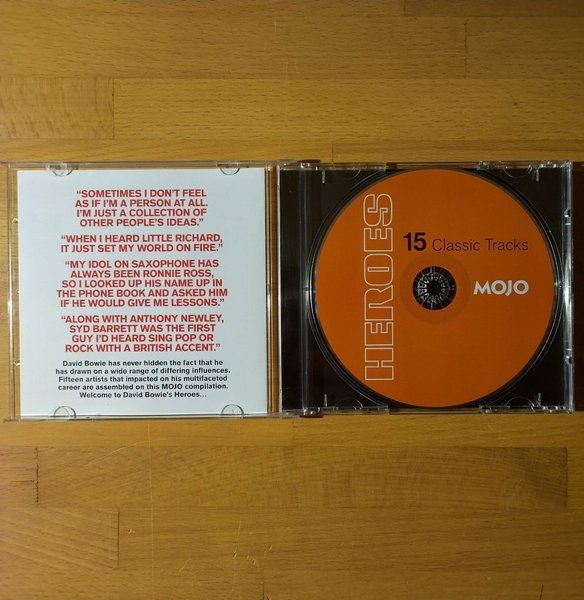 “SOMETIMES I DON’T FEEL
AS IF I’M A PERSON AT ALL.
I’M JUST A COLLECTION OF
OTHER PEOPLE’S IDEAS.”
“WHEN I HEARD LITTLE RICHARD,
IT JUST SET MY WORLD ON FIRE.”
“MY IDOL ON SAXOPHONE HAS
ALWAYS BEEN RONNIE ROSS,
SO I LOOKED UP HIS NAME UP IN
THE PHONE BOOK AND ASKED HIM
IF HE WOULD GIVE ME LESSONS.”
“ALONG WITH ANTHONY NEWLEY,
SYD BARRETT WAS THE FIRST
GUY I’D HEARD SING POP OR
ROCK WITH A BRITISH ACCENT.”
David Bowie has never hidden the fact that he
has drawn on a wide range of differing influences.
Fifteen artists that impacted on his multifaceted
career are assembled on this MOJO compilation.
Welcome to David Bowie’s Heroes…
HEROES
15 Classic Tracks
MOJO